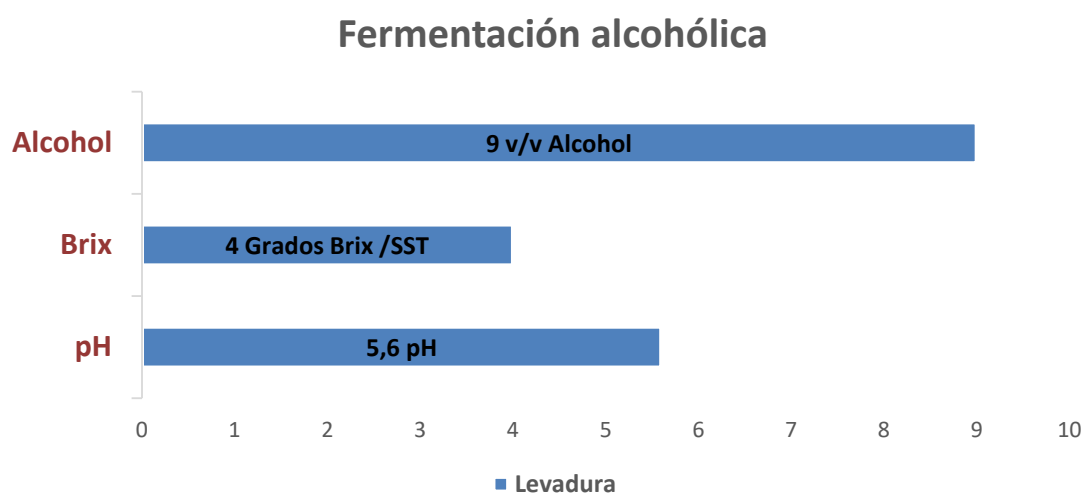 Fermentación alcohólica
Alcohol
9 v/v Alcohol
Brix
4 Grados Brix /SST
pH
5,6 pH
0 1 2 3 4 5 6 7 8 9 10
Levadura